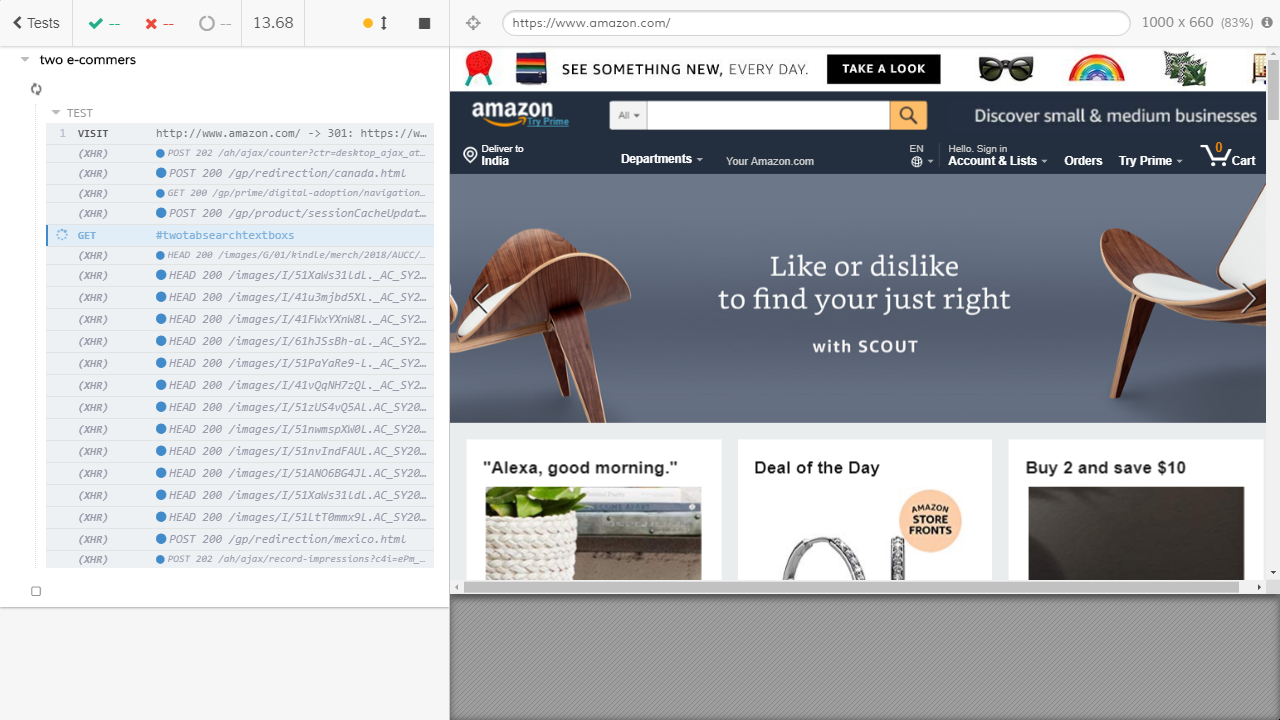 Tests
--
--
--
13.68
https://www.amazon.com/
1000 x 660 (83%)
two e-commers
TEST
1 VISIT http://www.amazon.com/ -> 301: https://w…
(XHR) POST 202 /ah/ajax/counter?ctr=desktop_ajax_at…
(XHR) POST 200 /gp/redirection/canada.html
(XHR) GET 200 /gp/prime/digital-adoption/navigation…
(XHR) POST 200 /gp/product/sessionCacheUpdat…
GET #twotabsearchtextboxs
(XHR) HEAD 200 /images/G/01/kindle/merch/2018/AUCC/…
(XHR) HEAD 200 /images/I/51XaWs31ldL._AC_SY2…
(XHR) HEAD 200 /images/I/41u3mjbd5XL._AC_SY2…
(XHR) HEAD 200 /images/I/41FWxYXnW8L._AC_SY2…
(XHR) HEAD 200 /images/I/61hJSsBh-aL._AC_SY2…
(XHR) HEAD 200 /images/I/51PaYaRe9-L._AC_SY2…
(XHR) HEAD 200 /images/I/41vQqNH7zQL._AC_SY2…
(XHR) HEAD 200 /images/I/51zUS4vQ5AL.AC_SY20…
(XHR) HEAD 200 /images/I/51nwmspXW0L.AC_SY20…
(XHR) HEAD 200 /images/I/51nvIndFAUL.AC_SY20…
(XHR) HEAD 200 /images/I/51ANO6BG4JL.AC_SY20…
(XHR) HEAD 200 /images/I/51XaWs31ldL.AC_SY20…
(XHR) HEAD 200 /images/I/51LtT0mmx9L.AC_SY20…
(XHR) POST 200 /gp/redirection/mexico.html
(XHR) POST 202 /ah/ajax/record-impressions?c4i=ePm_…
SEE SOMETHING NEW, EVERY DAY. TAKE A LOOK
amazon
Try Prime
All
Discover small & medium businesses
Deliver to
India
Departments
Your Amazon.com
EN
Hello. Sign in
Account & Lists
Orders
Try Prime
0
Cart
Like or dislike
to find your just right
with SCOUT
"Alexa, good morning."
Deal of the Day
Buy 2 and save $10
AMAZON
STORE
FRONTS